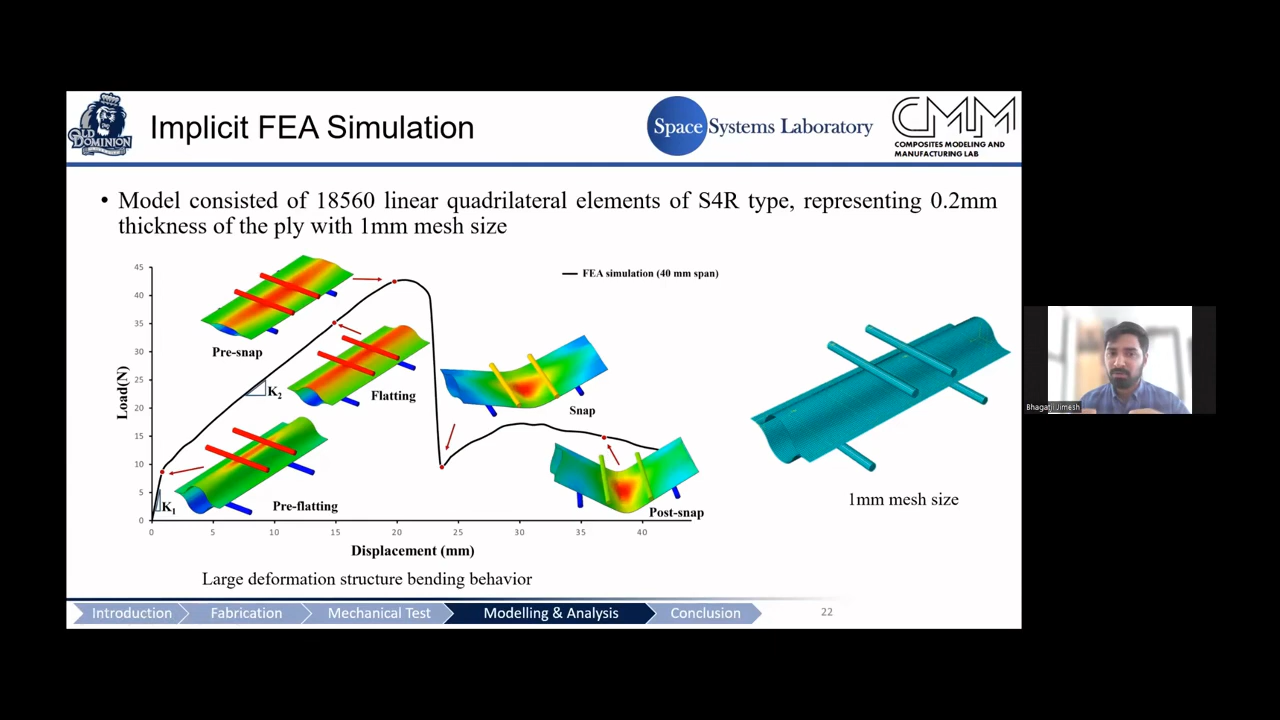 OLD DOMINION
Implicit FEA Simulation
Space Systems Laboratory
CMM
COMPOSITES MODELING AND
MANUFACTURING LAB
• Model consisted of 18560 linear quadrilateral elements of S4R type, representing 0.2mm
thickness of the ply with 1mm mesh size
45
40
35
30
25
20
15
10
5
0
Load(N)
FEA simulation (40 mm span)
Pre-snap
Flatting
K2
Snap
Pre-flatting
K1
Post-snap
0 5 10 15 20 25 30 35 40
Displacement (mm)
Large deformation structure bending behavior
1mm mesh size
Bhagatji Jimesh
Introduction Fabrication Mechanical Test Modelling & Analysis Conclusion 22